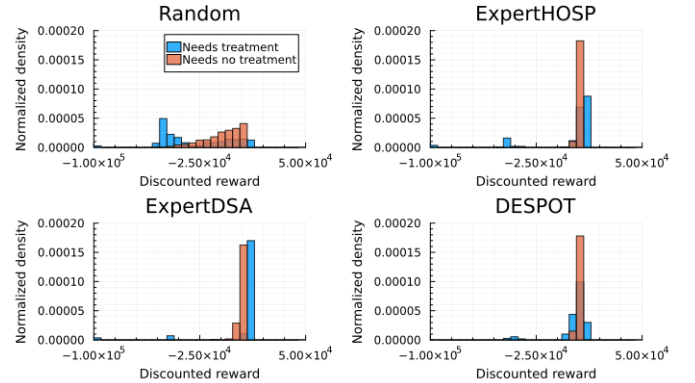 Random
Normalized density
0.00020
0.00015
0.00010
0.00005
0.00000
Needs treatment
Needs no treatment
−1.00×10⁵
−2.50×10⁴
5.00×10⁴
Discounted reward
ExpertHOSP
Normalized density
0.00020
0.00015
0.00010
0.00005
0.00000
−1.00×10⁵
−2.50×10⁴
5.00×10⁴
Discounted reward
ExpertDSA
Normalized density
0.00020
0.00015
0.00010
0.00005
0.00000
−1.00×10⁵
−2.50×10⁴
5.00×10⁴
Discounted reward
DESPOT
Normalized density
0.00020
0.00015
0.00010
0.00005
0.00000
−1.00×10⁵
−2.50×10⁴
5.00×10⁴
Discounted reward